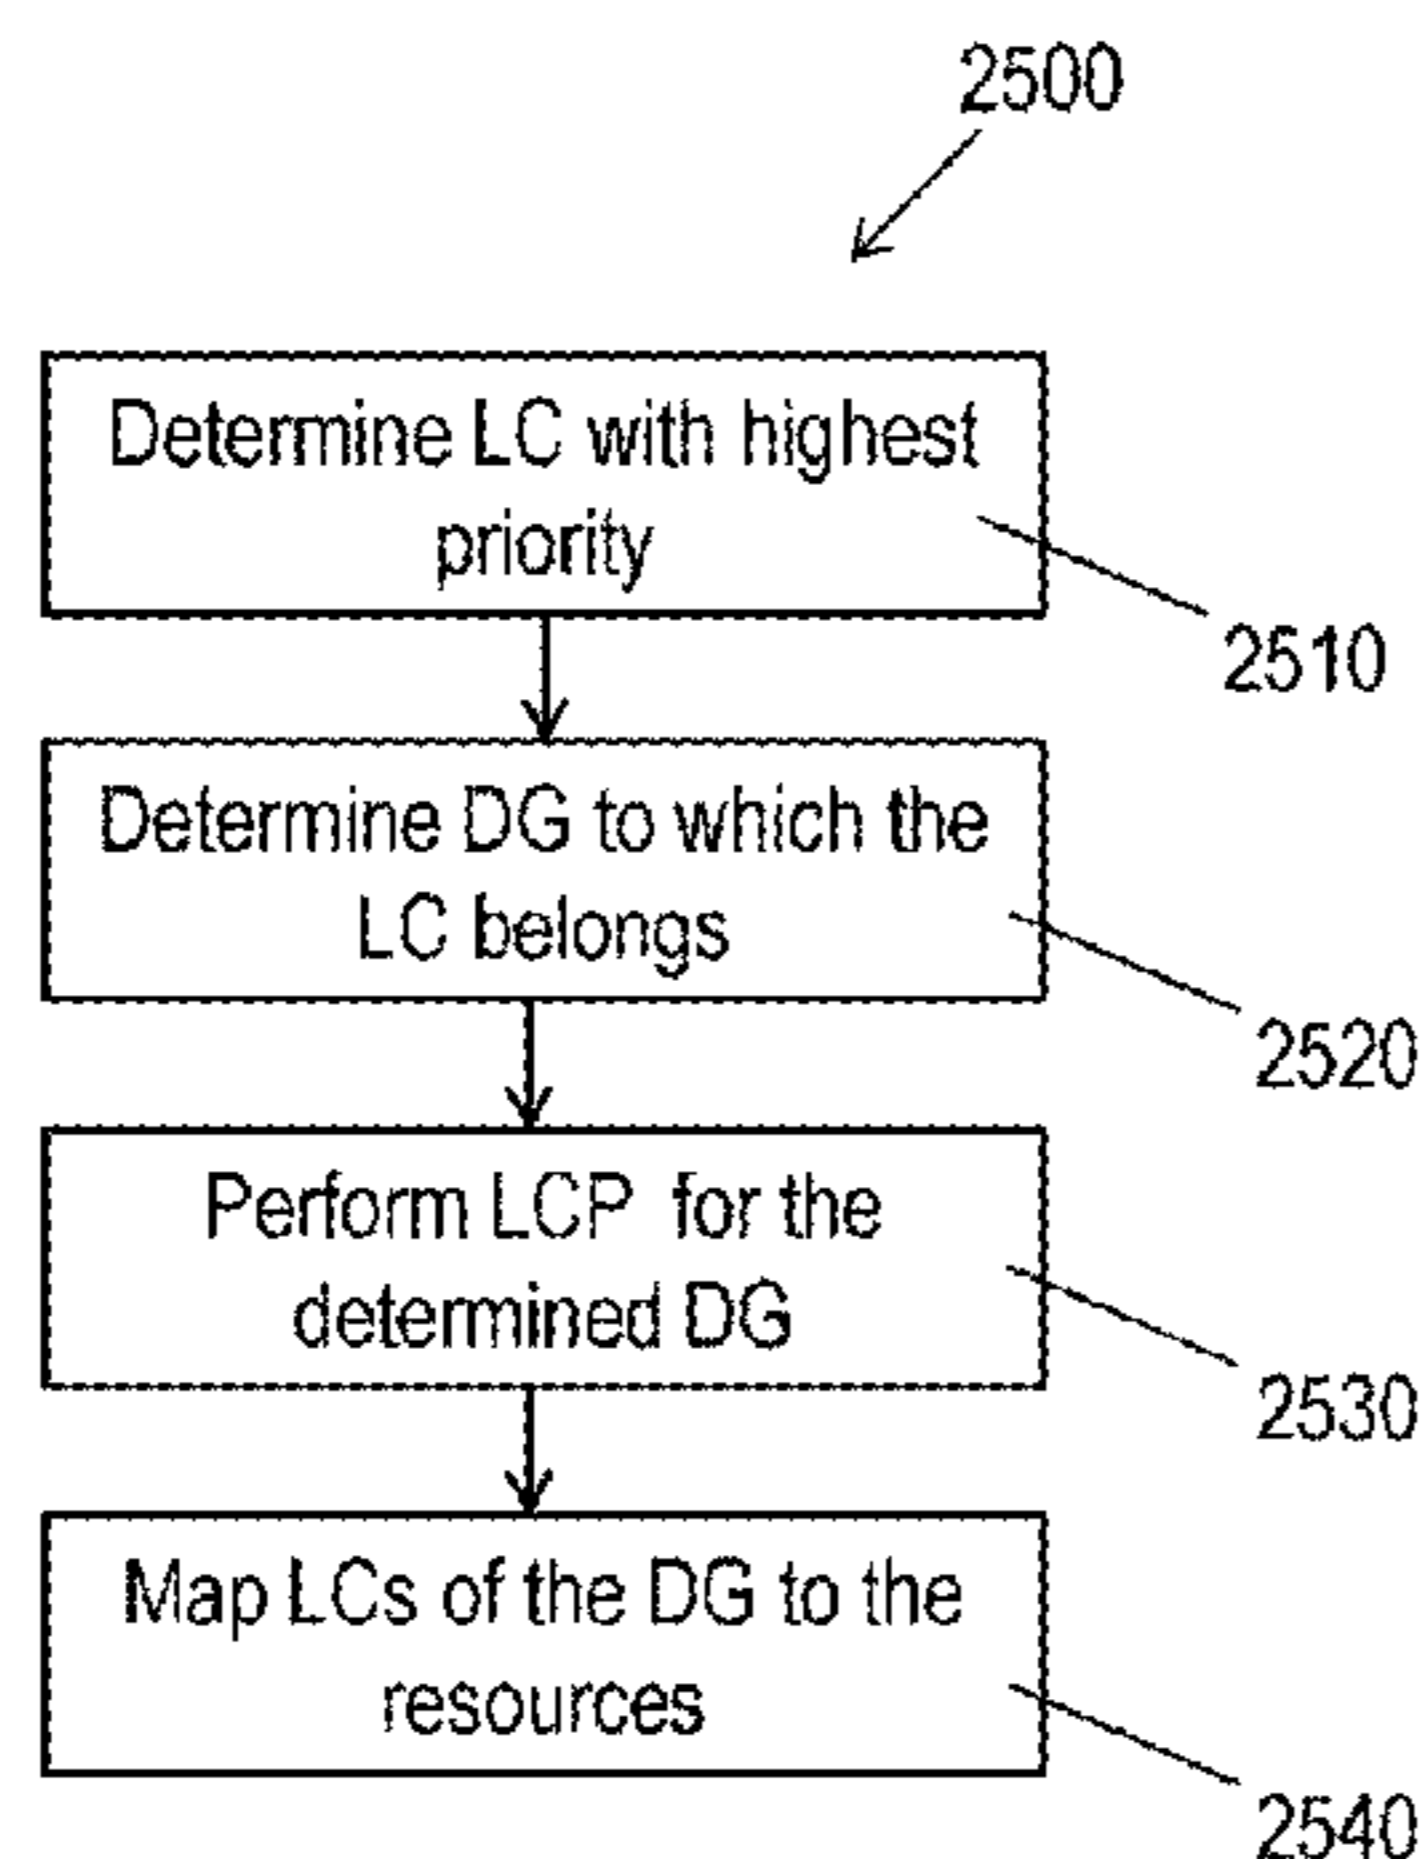 2500
Determine LC with highest
priority
2510
Determine DG to which the
LC belongs
2520
Perform LCP for the
determined DG
2530
Map LCs of the DG to the
resources
2540